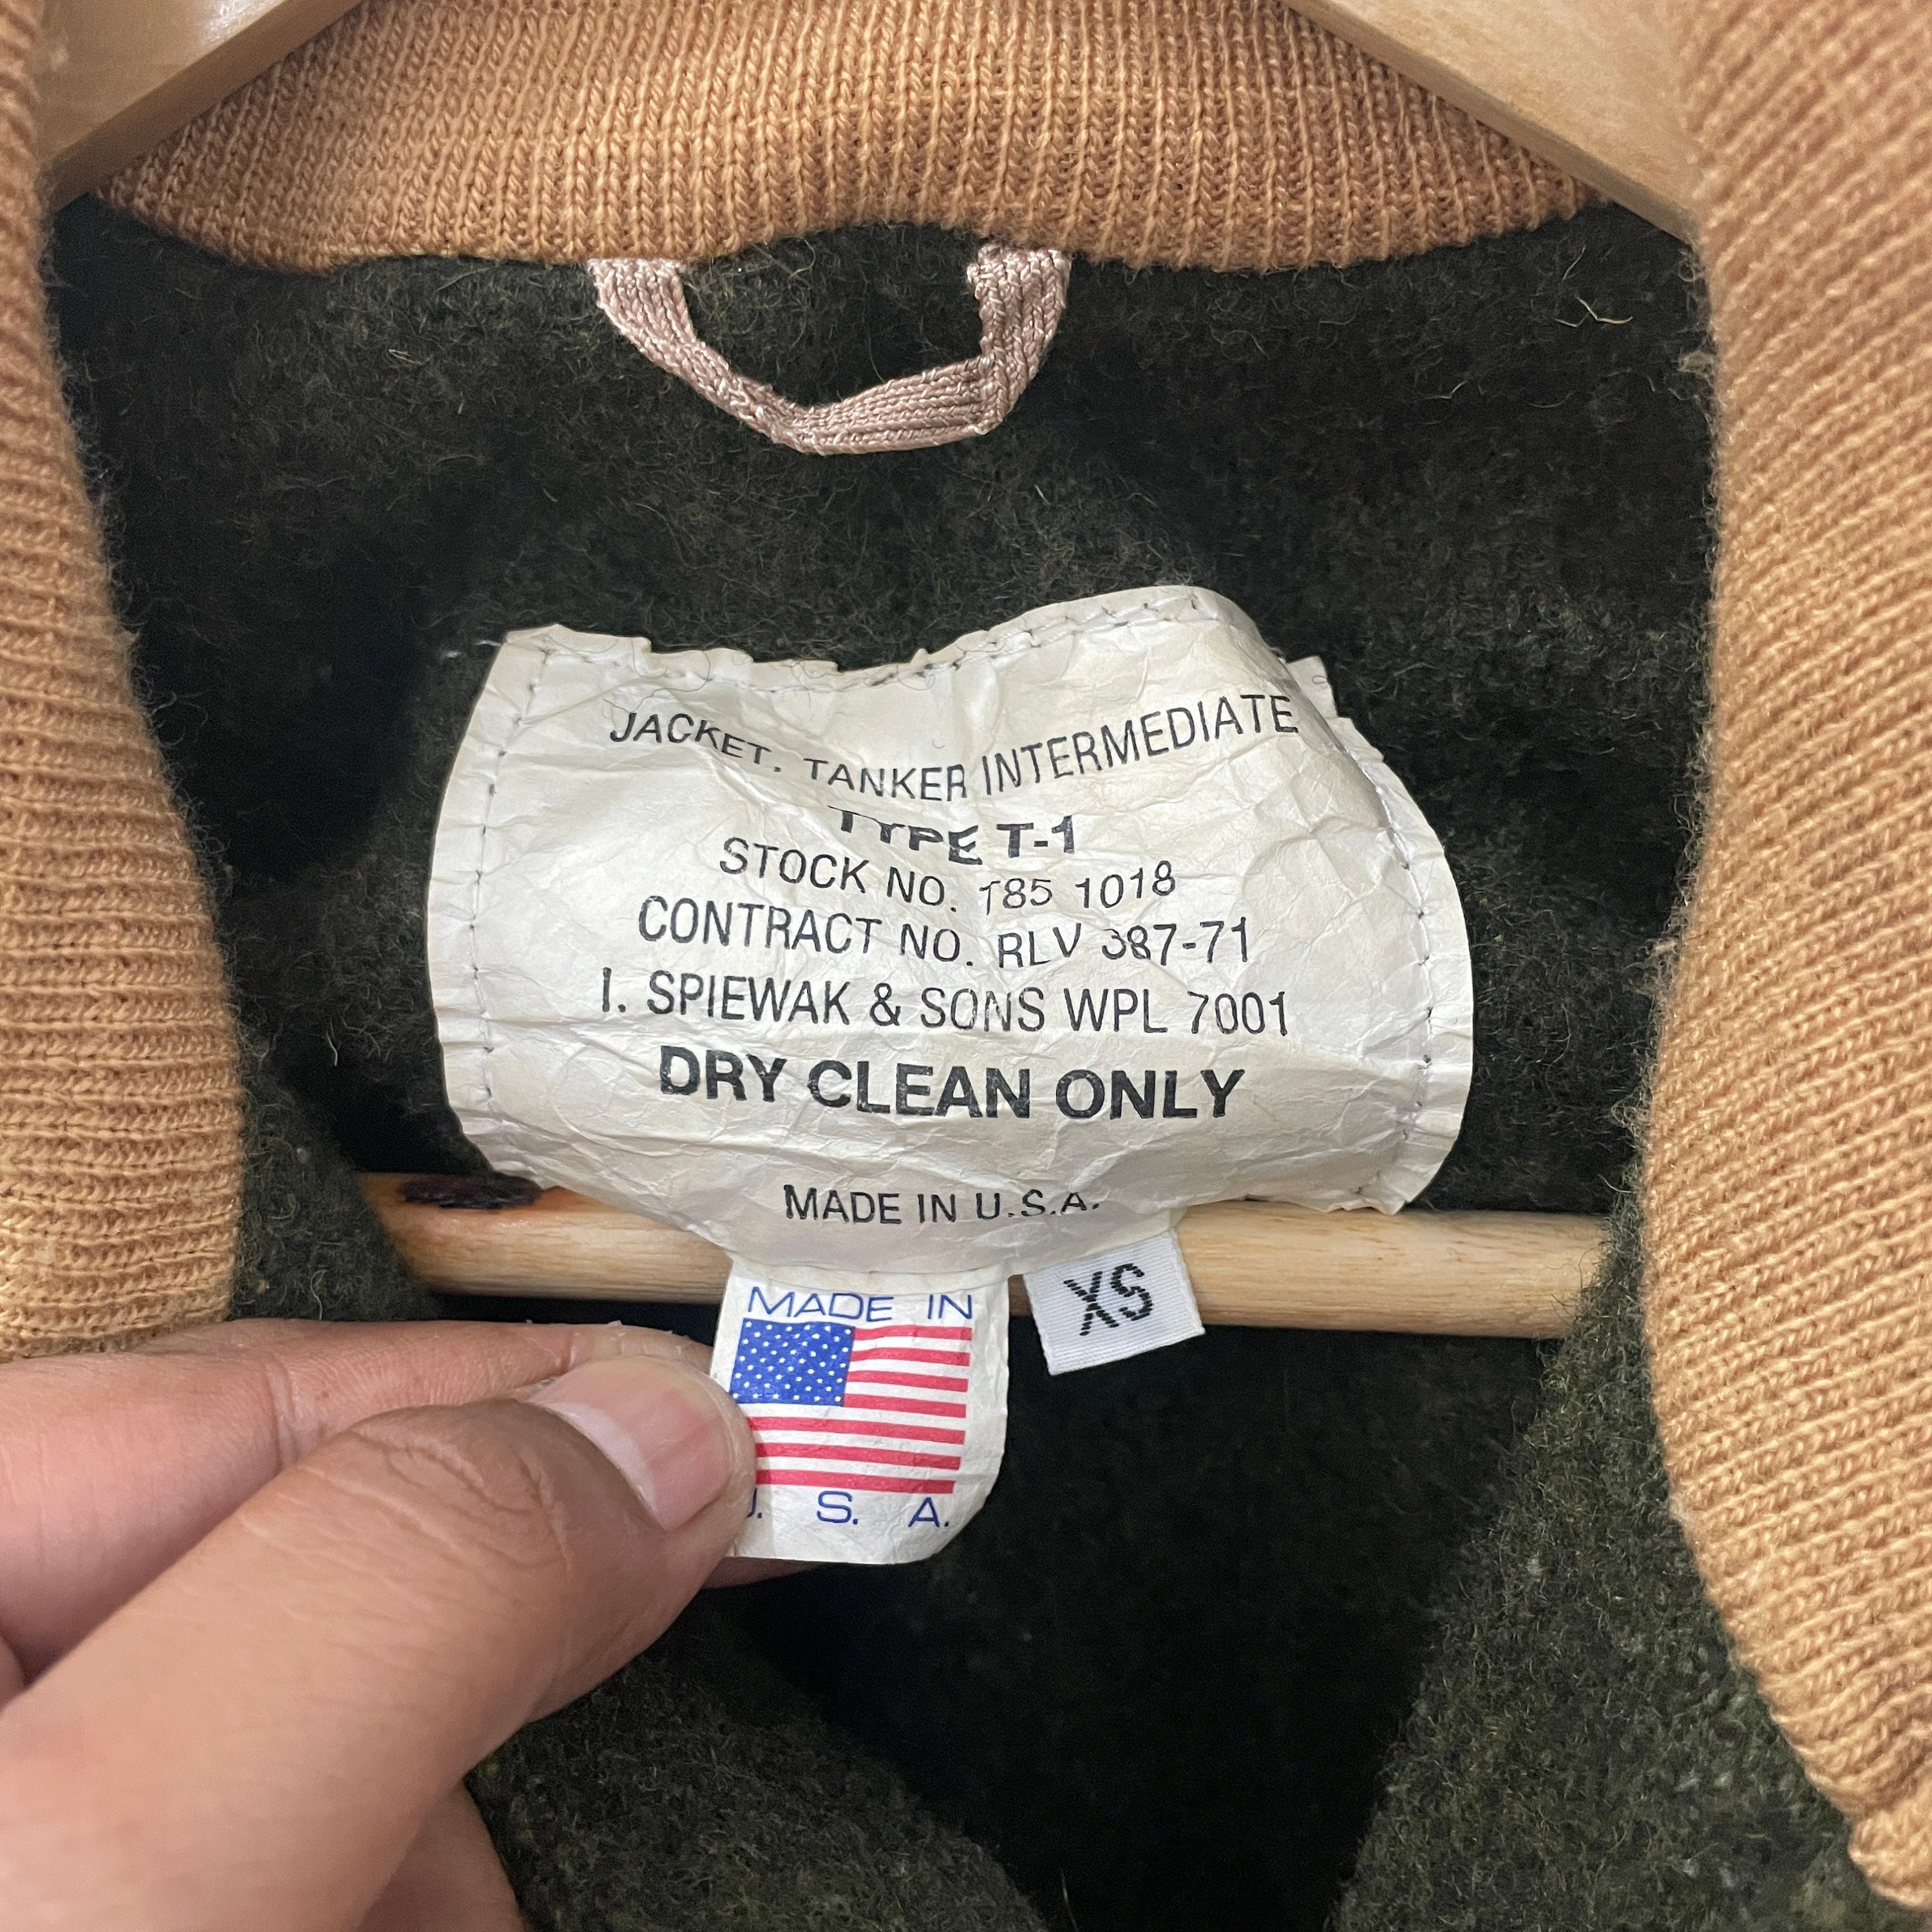 JACKET, TANKER INTERMEDIATE
TYPE T-1
STOCK NO. T85 1018
CONTRACT NO. RLV 387-71
I. SPIEWAK & SONS WPL 7001
DRY CLEAN ONLY
MADE IN U.S.A.
XS
MADE IN
U. S. A.